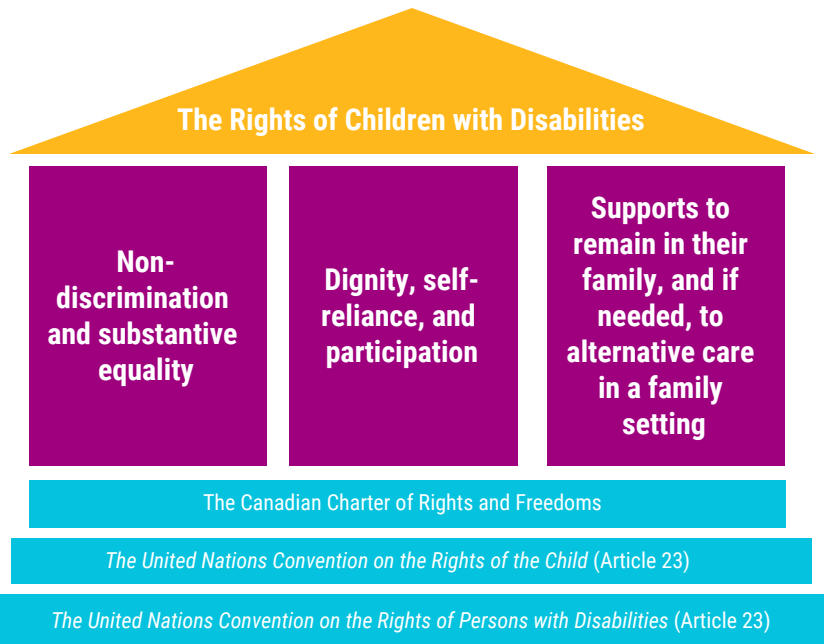 The Rights of Children with Disabilities
Non-
discrimination
and substantive
equality
Dignity, self-
reliance, and
participation
Supports to
remain in their
family, and if
needed, to
alternative care
in a family
setting
The Canadian Charter of Rights and Freedoms
The United Nations Convention on the Rights of the Child (Article 23)
The United Nations Convention on the Rights of Persons with Disabilities (Article 23)